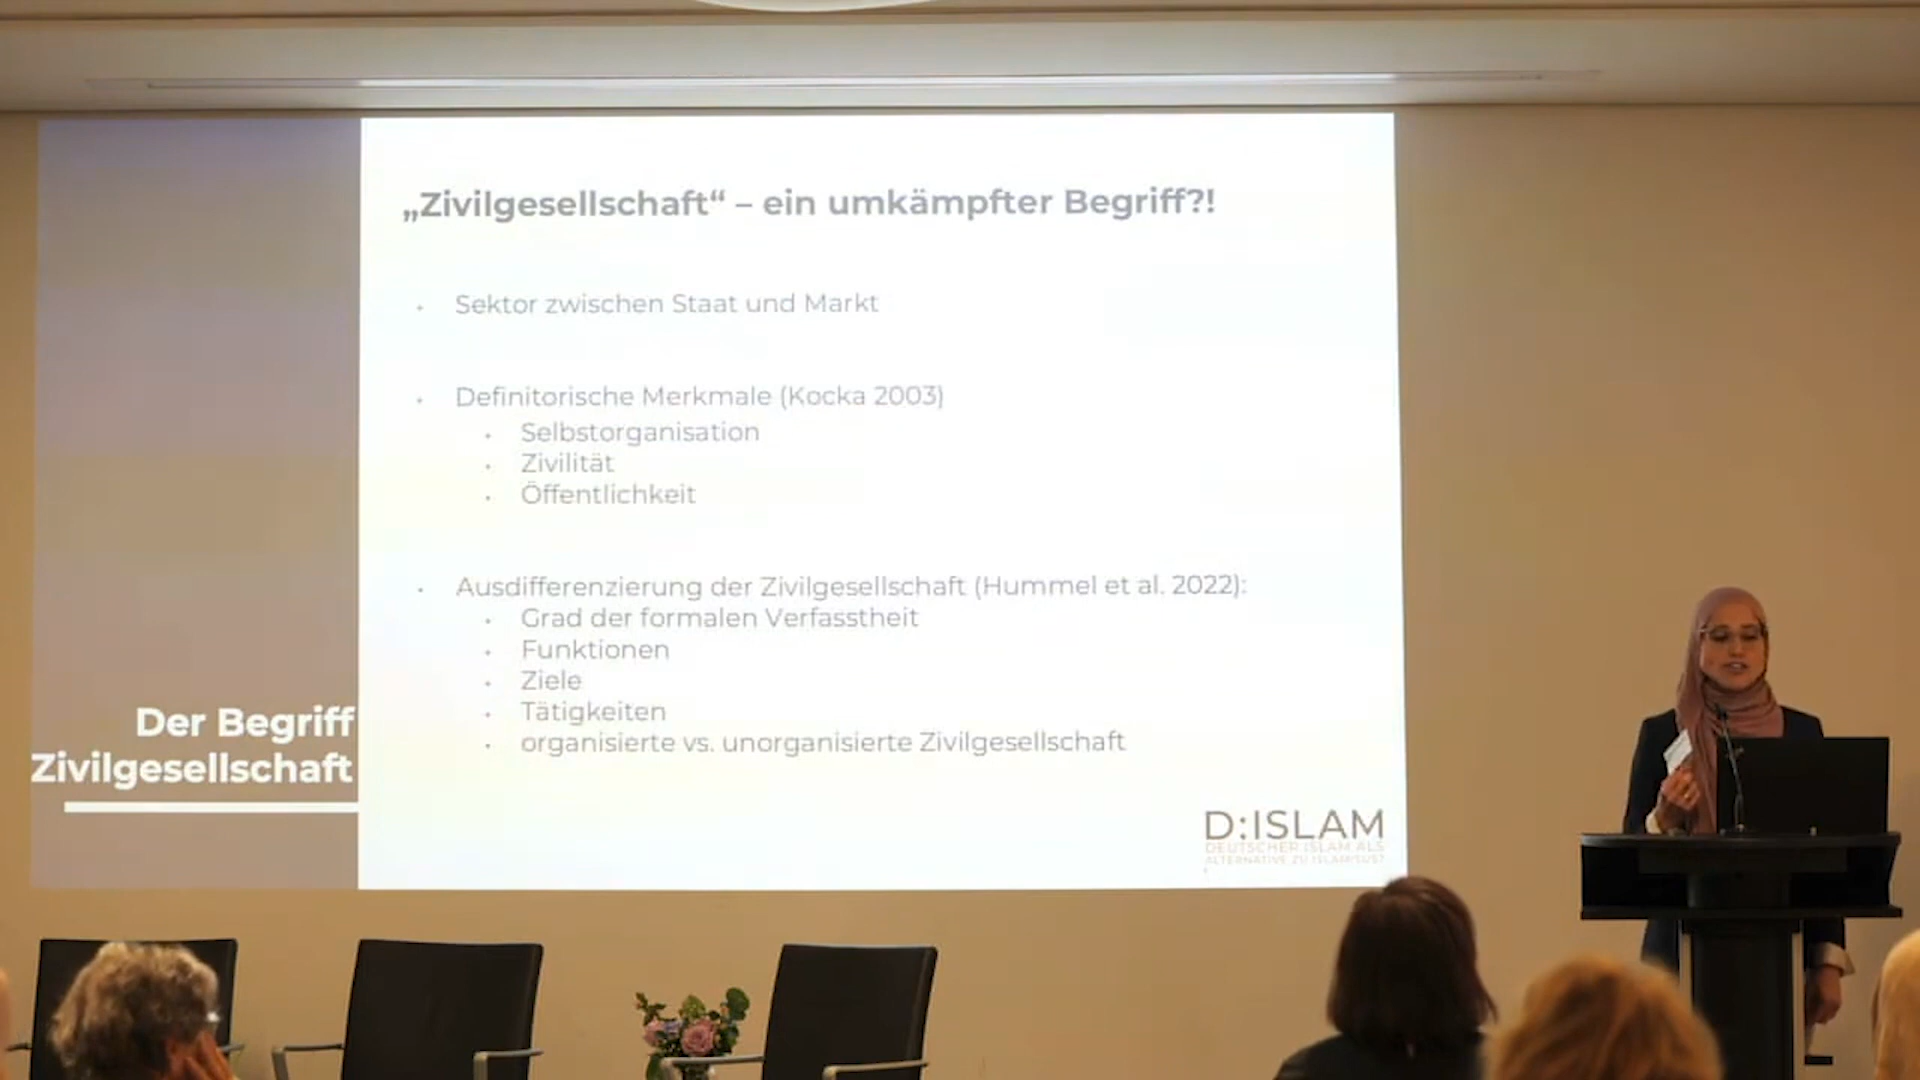 „Zivilgesellschaft“ – ein umkämpfter Begriff?!
Sektor zwischen Staat und Markt
Definitorische Merkmale (Kocka 2003)
Selbstorganisation
Zivilität
Öffentlichkeit
Ausdifferenzierung der Zivilgesellschaft (Hummel et al. 2022):
Grad der formalen Verfasstheit
Funktionen
Ziele
Tätigkeiten
organisierte vs. unorganisierte Zivilgesellschaft
Der Begriff
Zivilgesellschaft
D:ISLAM
DEUTSCHER ISLAM ALS
ALTERNATIVE ZU